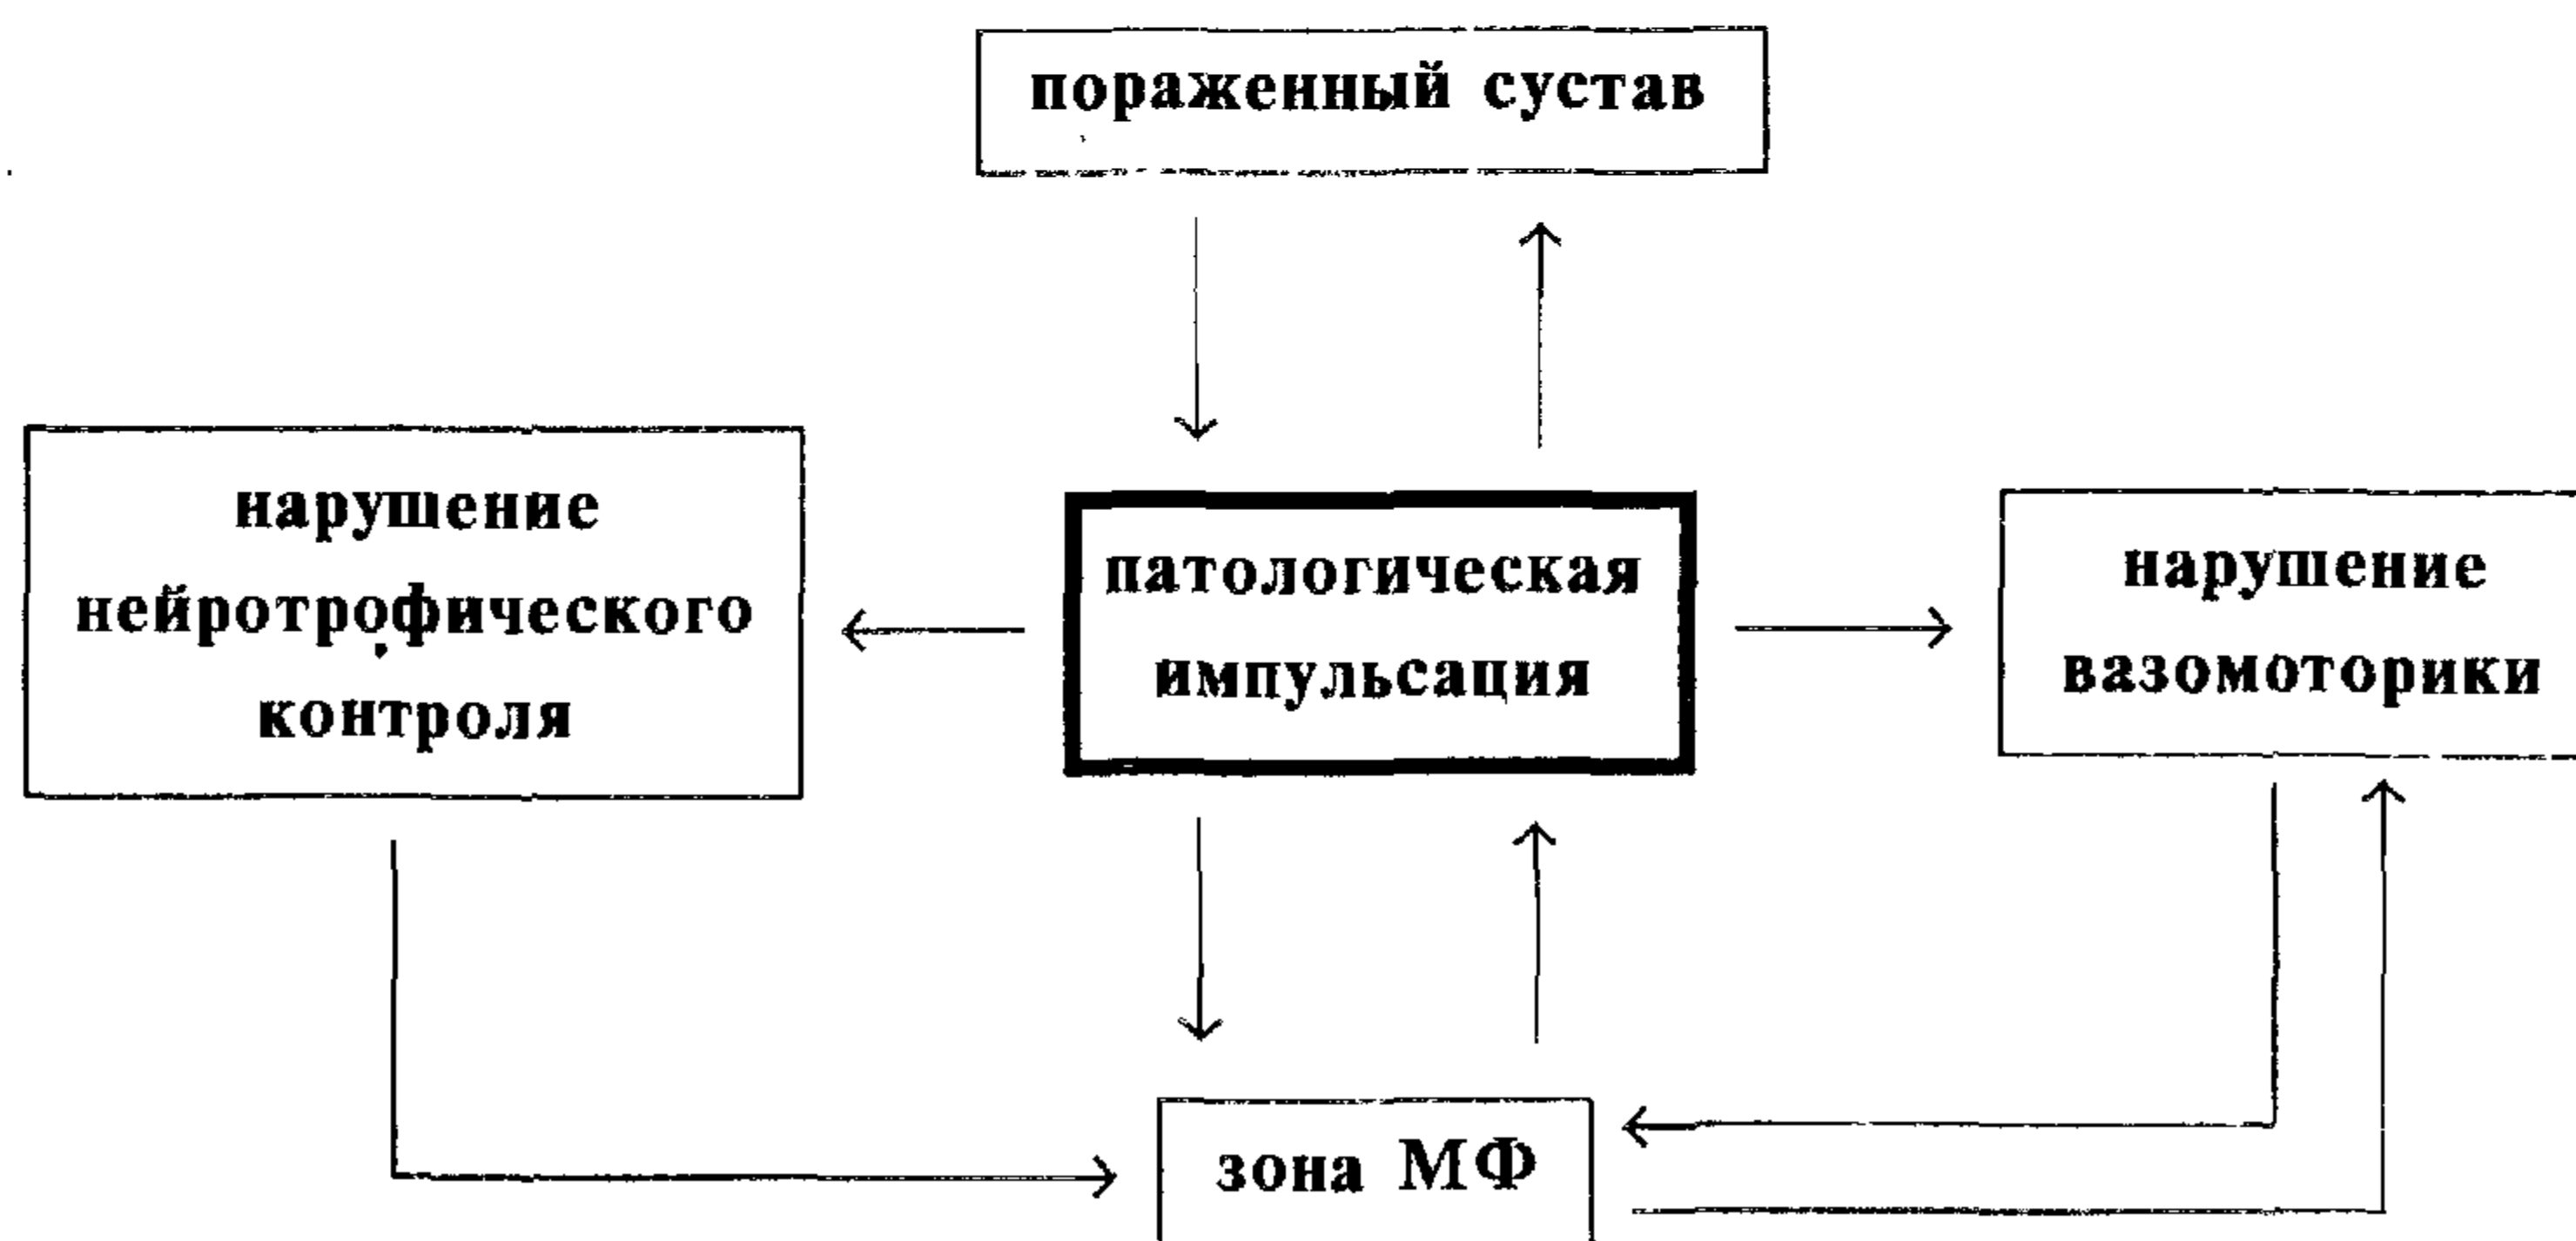 пораженный сустав
нарушение
нейротрофического
контроля
патологическая
импульсация
нарушение
вазомоторики
зона МФ